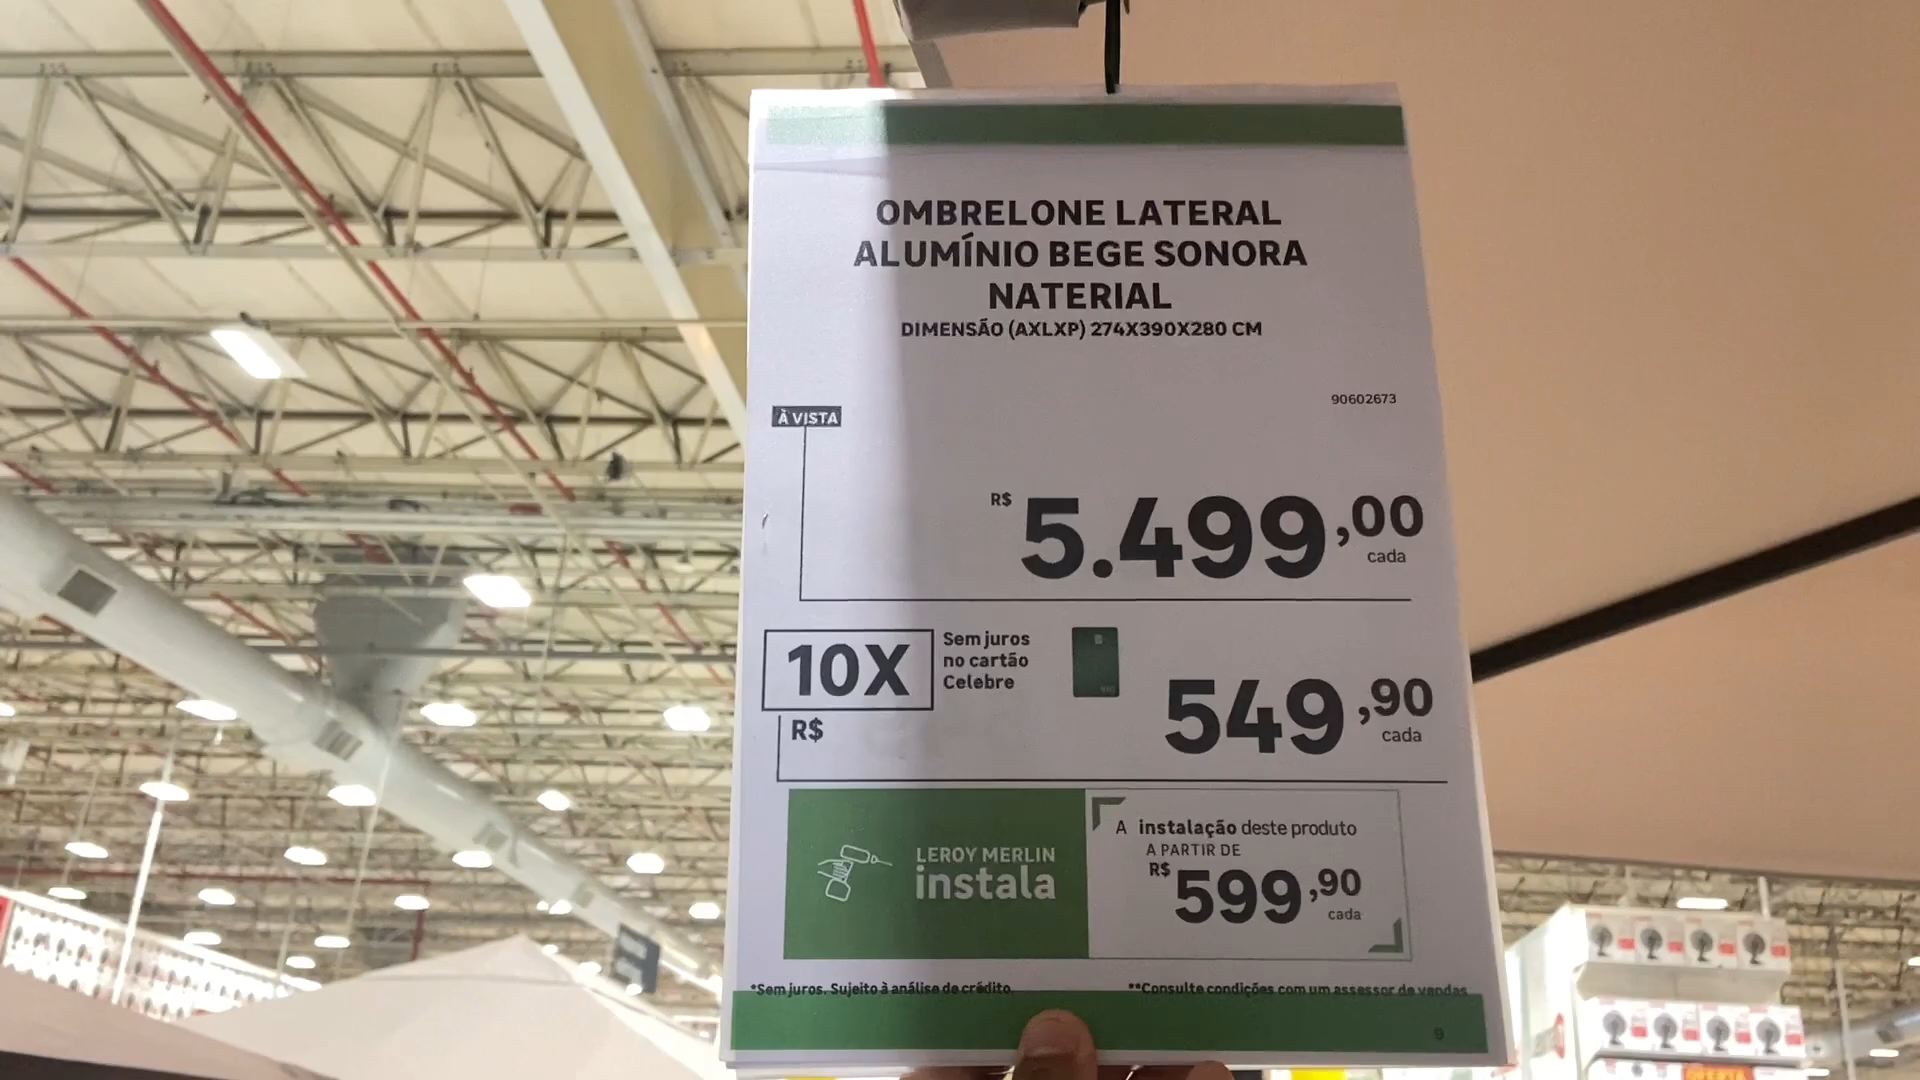 OMBRELONE LATERAL
ALUMÍNIO BEGE SONORA
NATERIAL
DIMENSÃO (AXLXP) 274X390X280 CM
90602673
À VISTA
R$ 5.499,00
cada
10X
Sem juros
no cartão
Celebre
R$ 549,90
cada
LEROY MERLIN
instala
A instalação deste produto
A PARTIR DE
R$ 599,90
cada
*Sem juros. Sujeito à análise de crédito.
**Consulte condições com um assessor de vendas
9
OFERTA